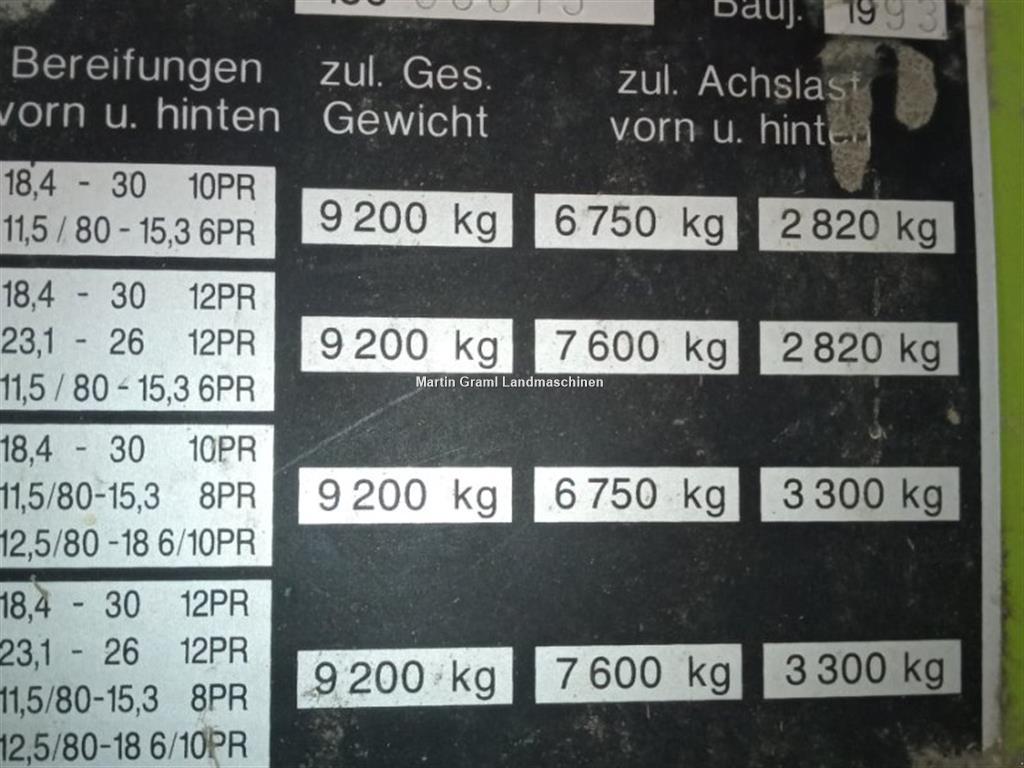 Bauj. 1993
Bereifungen
vorn u. hinten
zul. Ges.
Gewicht
zul. Achslast
vorn u. hinten
18,4 - 30 10PR
11,5 / 80 - 15,3 6PR
9 200 kg 6 750 kg 2 820 kg
18,4 - 30 12PR
23,1 - 26 12PR
11,5 / 80 - 15,3 6PR
9 200 kg 7 600 kg 2 820 kg
Martin Graml Landmaschinen
18,4 - 30 10PR
11,5/80-15,3 8PR
12,5/80 -18 6/10PR
9 200 kg 6 750 kg 3 300 kg
18,4 - 30 12PR
23,1 - 26 12PR
11,5/80-15,3 8PR
12,5/80-18 6/10PR
9 200 kg 7 600 kg 3 300 kg